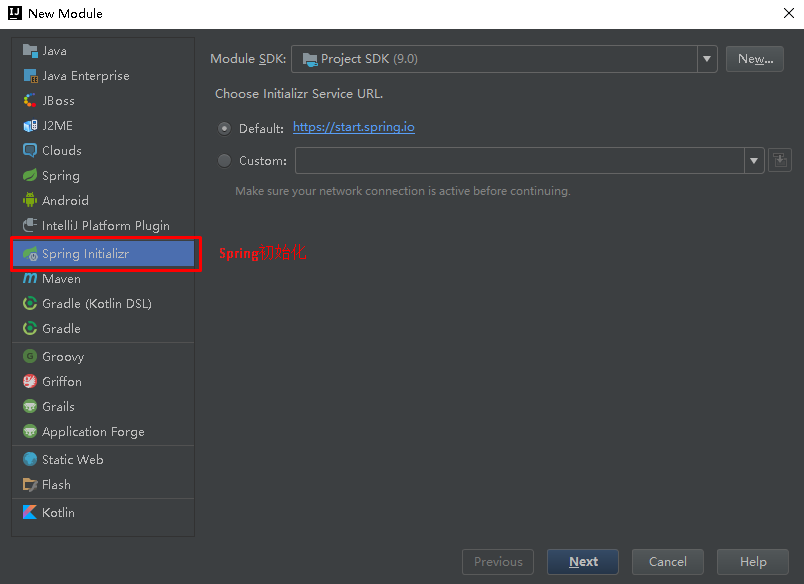 New Module
Java
Java Enterprise
JBoss
J2ME
Clouds
Spring
Android
IntelliJ Platform Plugin
Spring Initializr
Maven
Gradle (Kotlin DSL)
Gradle
Groovy
Griffon
Grails
Application Forge
Static Web
Flash
Kotlin
Module SDK: Project SDK (9.0) New...
Choose Initializr Service URL.
Default: https://start.spring.io
Custom:
Make sure your network connection is active before continuing.
Spring初始化
Previous Next Cancel Help